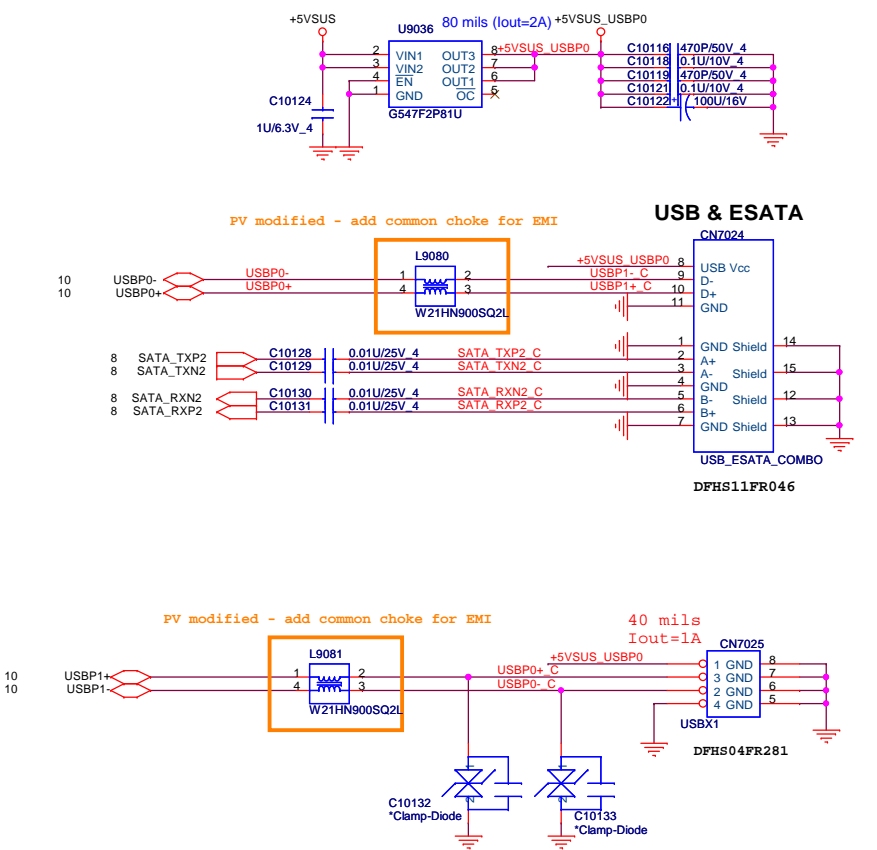 +5VSUS
U9036
80 mils (Iout=2A)
+5VSUS_USBP0
2 VIN1 OUT3 8 +5VSUS_USBP0
3 VIN2 OUT2 7
4 EN OUT1 6
1 GND OC 5
G547F2P81U
C10124
1U/6.3V_4
C10116 470P/50V_4
C10118 0.1U/10V_4
C10119 470P/50V_4
C10121 0.1U/10V_4
C10122 + 100U/16V
USB & ESATA
PV modified - add common choke for EMI
CN7024
L9080
+5VSUS_USBP0 8 USB Vcc
10 USBP0- USBP0- 1 2 USBP1-_C 9 D-
10 USBP0+ USBP0+ 4 3 USBP1+_C 10 D+
11 GND
W21HN900SQ2L
1 GND Shield 14
8 SATA_TXP2 C10128 0.01U/25V_4 SATA_TXP2_C 2 A+
8 SATA_TXN2 C10129 0.01U/25V_4 SATA_TXN2_C 3 A- Shield 15
4 GND
8 SATA_RXN2 C10130 0.01U/25V_4 SATA_RXN2_C 5 B- Shield 12
8 SATA_RXP2 C10131 0.01U/25V_4 SATA_RXP2_C 6 B+
7 GND Shield 13
USB_ESATA_COMBO
DFHS11FR046
PV modified - add common choke for EMI
40 mils
Iout=1A
CN7025
L9081
+5VSUS_USBP0 1 GND 8
10 USBP1+ 1 2 USBP0+_C 3 GND 7
10 USBP1- 4 3 USBP0-_C 2 GND 6
4 GND 5
W21HN900SQ2L
USBX1
DFHS04FR281
1 2
1 2
C10132
*Clamp-Diode
C10133
*Clamp-Diode